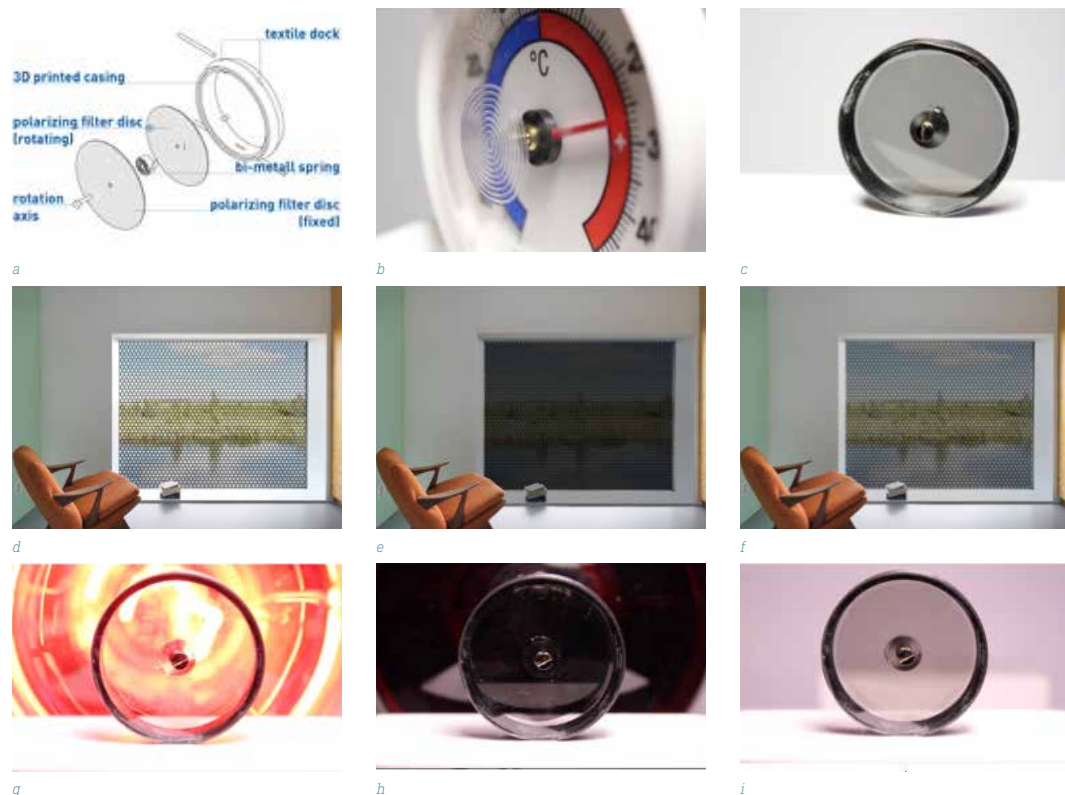 textile dock
3D printed casing
polarizing filter disc
(rotating)
bi-metall spring
rotation
axis
polarizing filter disc
(fixed)
a
°C
b
c
d
e
f
g
h
i